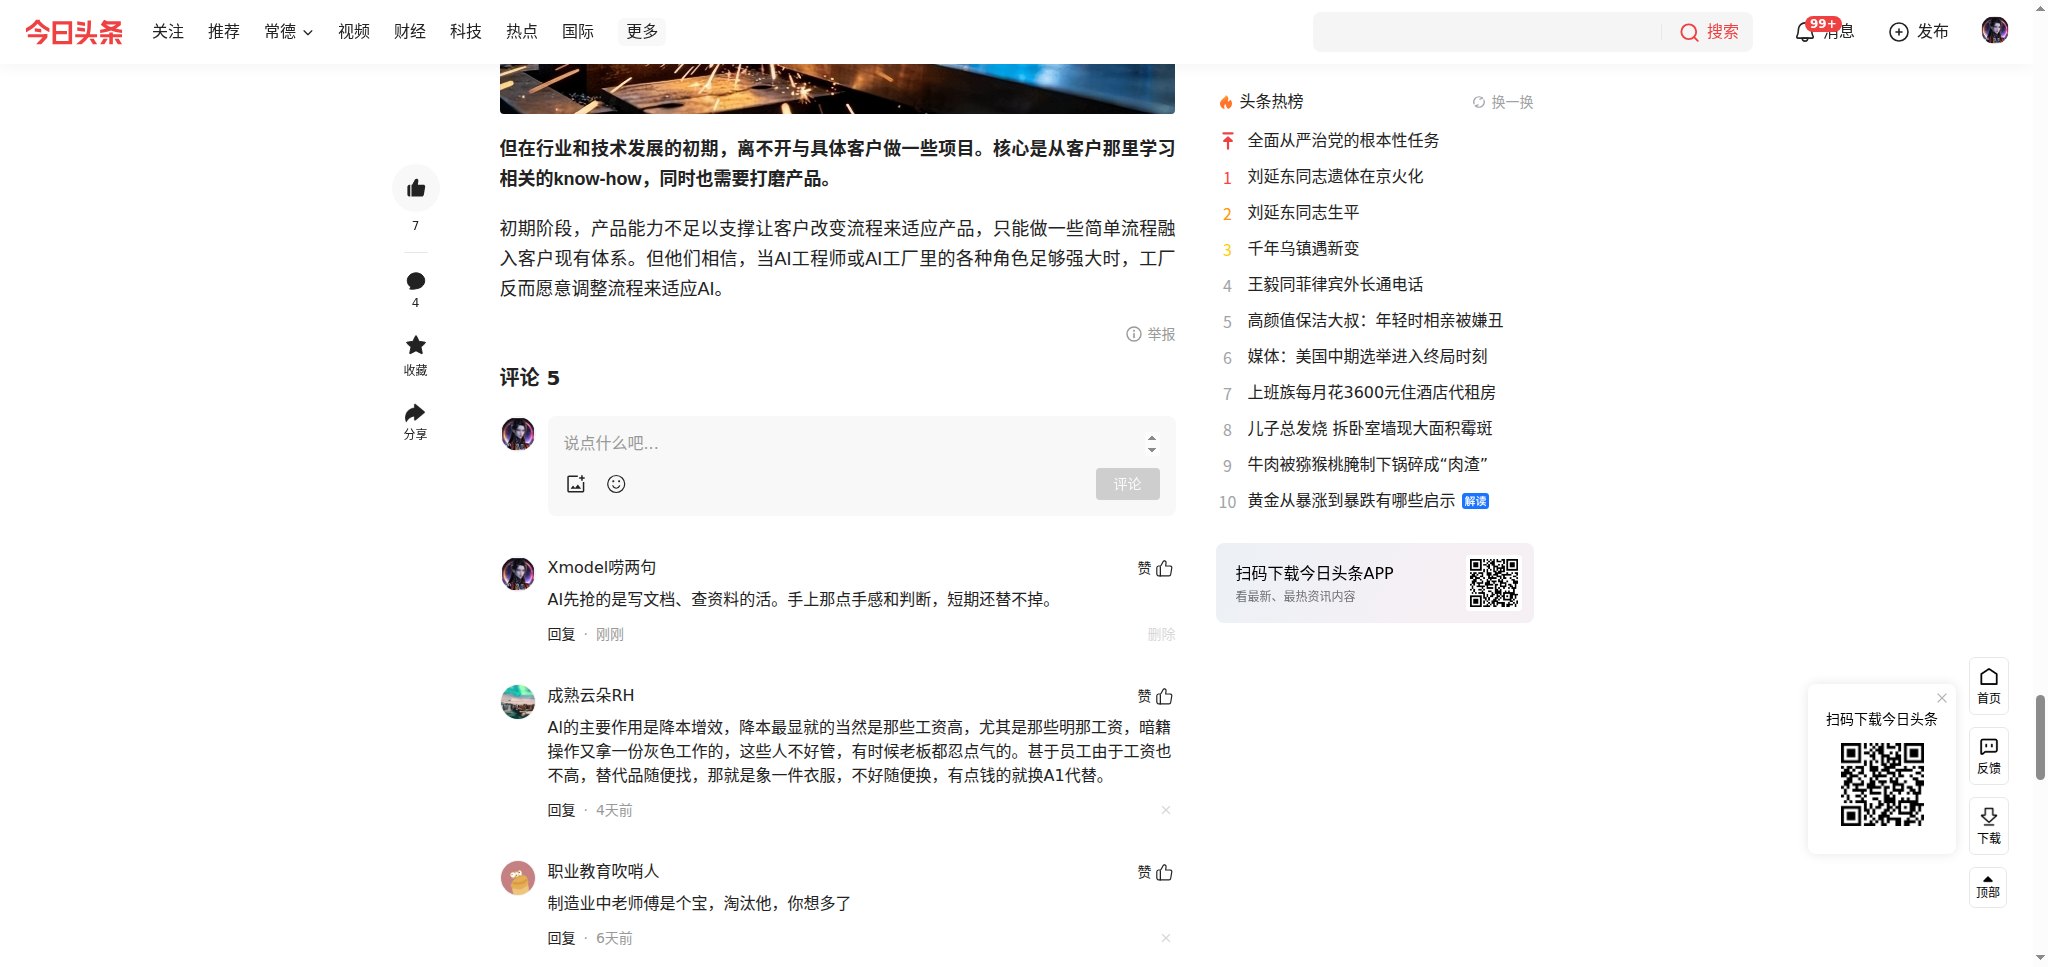 今日头条
关注
推荐
常德
视频
财经
科技
热点
国际
更多
搜索
99+
消息
发布
但在行业和技术发展的初期，离不开与具体客户做一些项目。核心是从客户那里学习
相关的know-how，同时也需要打磨产品。
初期阶段，产品能力不足以支撑让客户改变流程来适应产品，只能做一些简单流程融
入客户现有体系。但他们相信，当AI工程师或AI工厂里的各种角色足够强大时，工厂
反而愿意调整流程来适应AI。
举报
7
4
收藏
分享
评论 5
说点什么吧...
评论
Xmodel唠两句
赞
AI先抢的是写文档、查资料的活。手上那点手感和判断，短期还替不掉。
回复 · 刚刚
删除
成熟云朵RH
赞
AI的主要作用是降本增效，降本最显就的当然是那些工资高，尤其是那些明那工资，暗籍
操作又拿一份灰色工作的，这些人不好管，有时候老板都忍点气的。甚于员工由于工资也
不高，替代品随便找，那就是象一件衣服，不好随便换，有点钱的就换A1代替。
回复 · 4天前
职业教育吹哨人
赞
制造业中老师傅是个宝，淘汰他，你想多了
回复 · 6天前
头条热榜
换一换
全面从严治党的根本性任务
1 刘延东同志遗体在京火化
2 刘延东同志生平
3 千年乌镇遇新变
4 王毅同菲律宾外长通电话
5 高颜值保洁大叔：年轻时相亲被嫌丑
6 媒体：美国中期选举进入终局时刻
7 上班族每月花3600元住酒店代租房
8 儿子总发烧 拆卧室墙现大面积霉斑
9 牛肉被猕猴桃腌制下锅碎成“肉渣”
10 黄金从暴涨到暴跌有哪些启示 解读
扫码下载今日头条APP
看最新、最热资讯内容
扫码下载今日头条
首页
反馈
下载
顶部